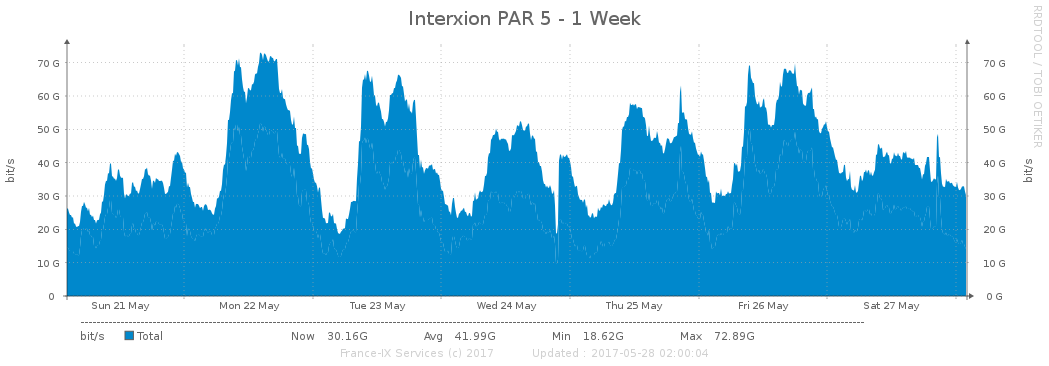 Interxion PAR 5 - 1 Week
RRDTOOL / TOBI OETIKER
bit/s
70 G 70 G
60 G 60 G
50 G 50 G
40 G 40 G
30 G 30 G
20 G 20 G
10 G 10 G
0 0 G
bit/s
Sun 21 May Mon 22 May Tue 23 May Wed 24 May Thu 25 May Fri 26 May Sat 27 May
bit/s Total Now 30.16G Avg 41.99G Min 18.62G Max 72.89G
France-IX Services (c) 2017 Updated : 2017-05-28 02:00:04